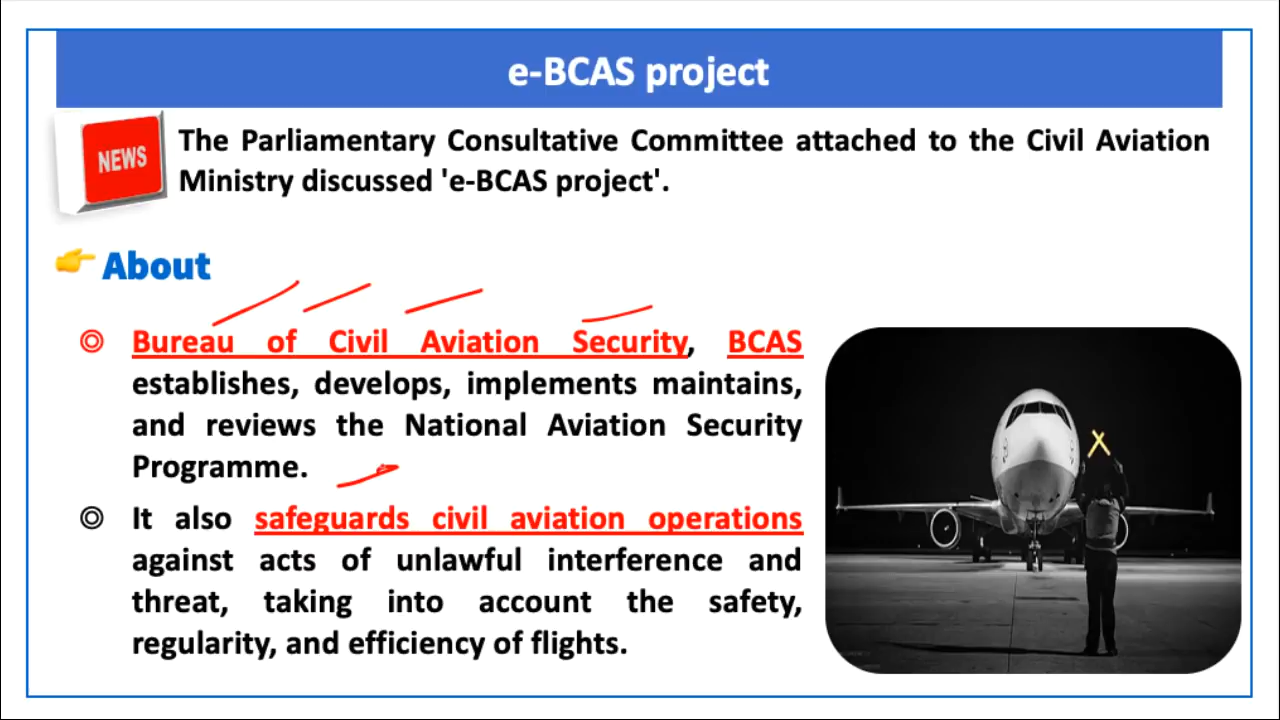 e-BCAS project
NEWS
The Parliamentary Consultative Committee attached to the Civil Aviation
Ministry discussed 'e-BCAS project'.
About
Bureau of Civil Aviation Security, BCAS
establishes, develops, implements maintains,
and reviews the National Aviation Security
Programme.
It also safeguards civil aviation operations
against acts of unlawful interference and
threat, taking into account the safety,
regularity, and efficiency of flights.